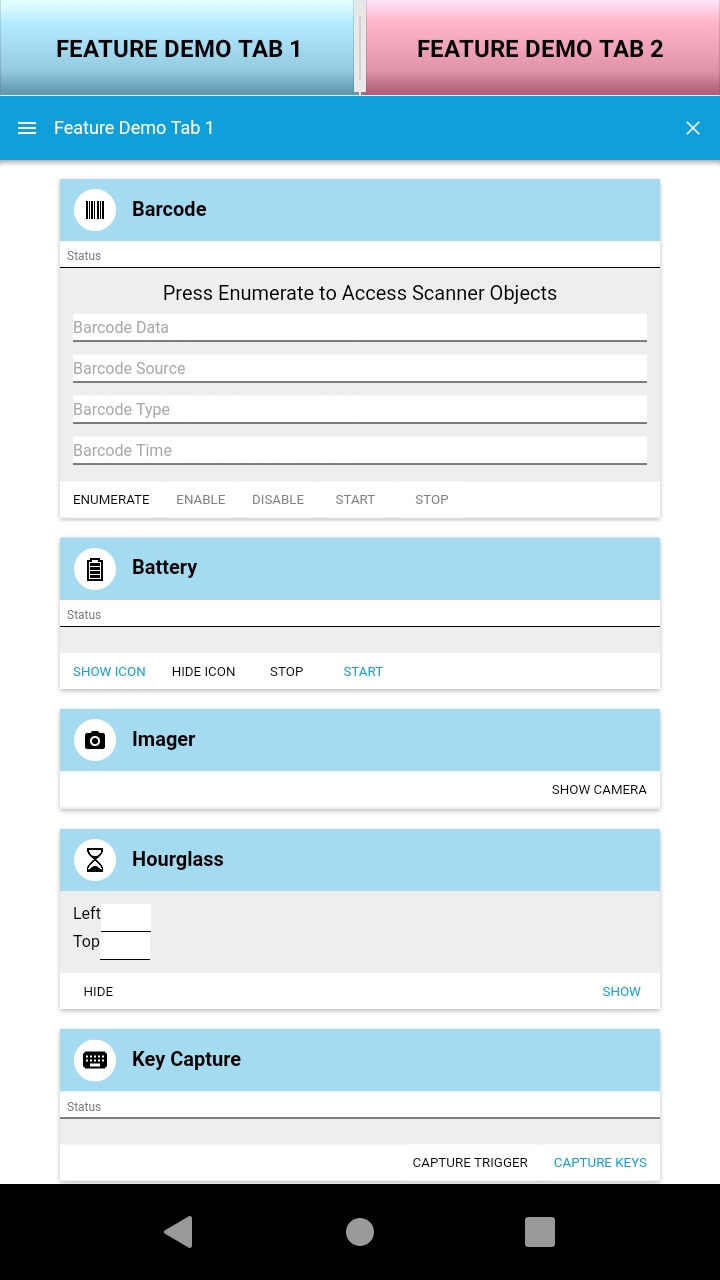 FEATURE DEMO TAB 1 FEATURE DEMO TAB 2
Feature Demo Tab 1
Barcode
Status
Press Enumerate to Access Scanner Objects
Barcode Data
Barcode Source
Barcode Type
Barcode Time
ENUMERATE ENABLE DISABLE START STOP
Battery
Status
SHOW ICON HIDE ICON STOP START
Imager
SHOW CAMERA
Hourglass
Left
Top
HIDE SHOW
Key Capture
Status
CAPTURE TRIGGER CAPTURE KEYS